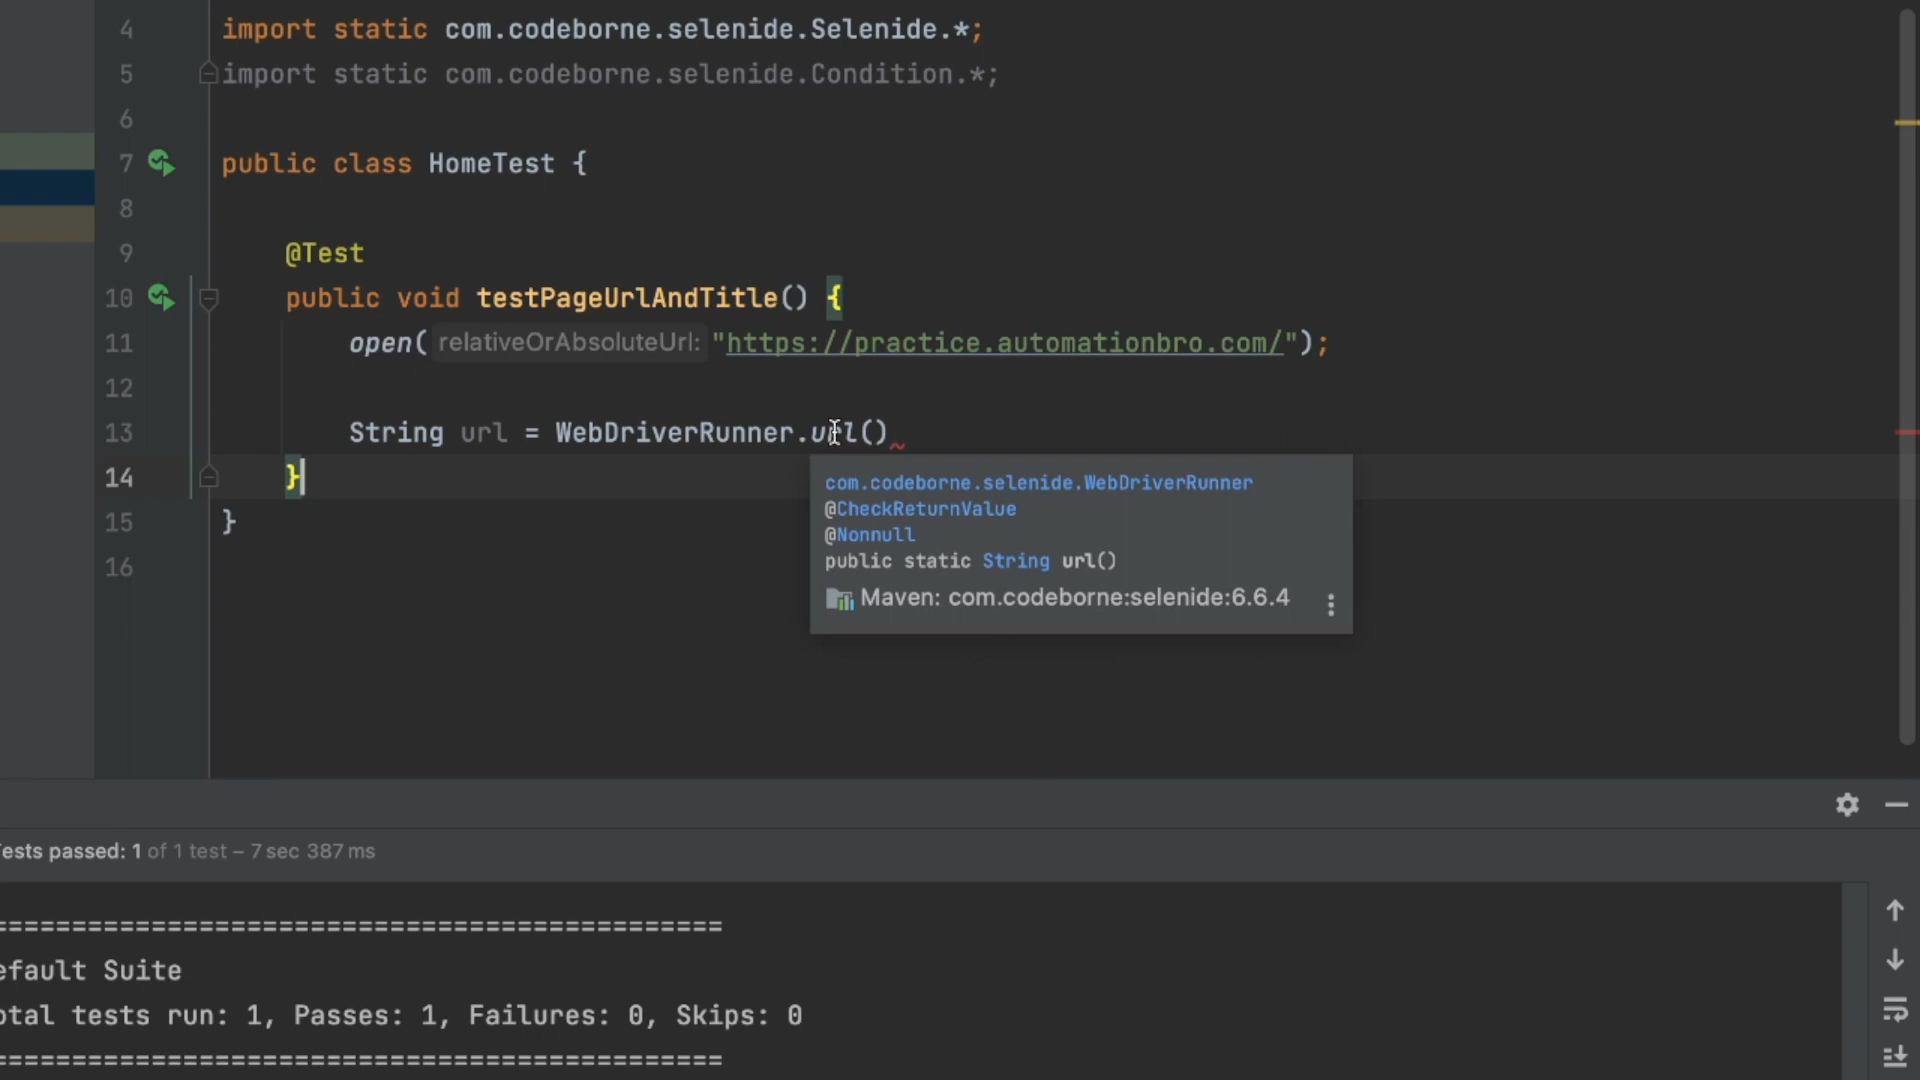 4 import static com.codeborne.selenide.Selenide.*;
5 import static com.codeborne.selenide.Condition.*;
6
7 public class HomeTest {
8
9 @Test
10 public void testPageUrlAndTitle() {
11 open( relativeOrAbsoluteUrl: "https://practice.automationbro.com/");
12
13 String url = WebDriverRunner.url()
14 }
com.codeborne.selenide.WebDriverRunner
@CheckReturnValue
@Nonnull
public static String url()
Maven: com.codeborne:selenide:6.6.4
15 }
16
ests passed: 1 of 1 test – 7 sec 387 ms
=============================================
efault Suite
otal tests run: 1, Passes: 1, Failures: 0, Skips: 0
=============================================